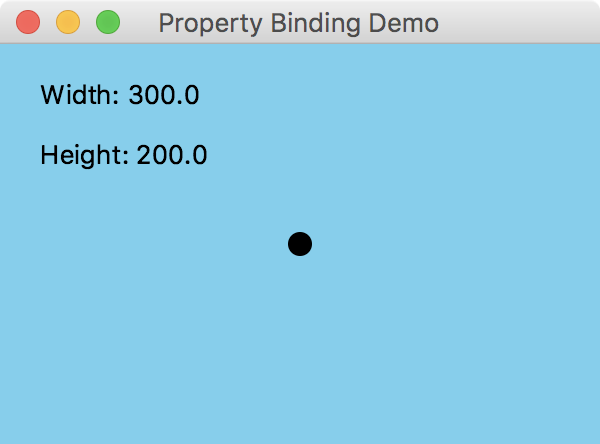 Property Binding Demo
Width: 300.0
Height: 200.0